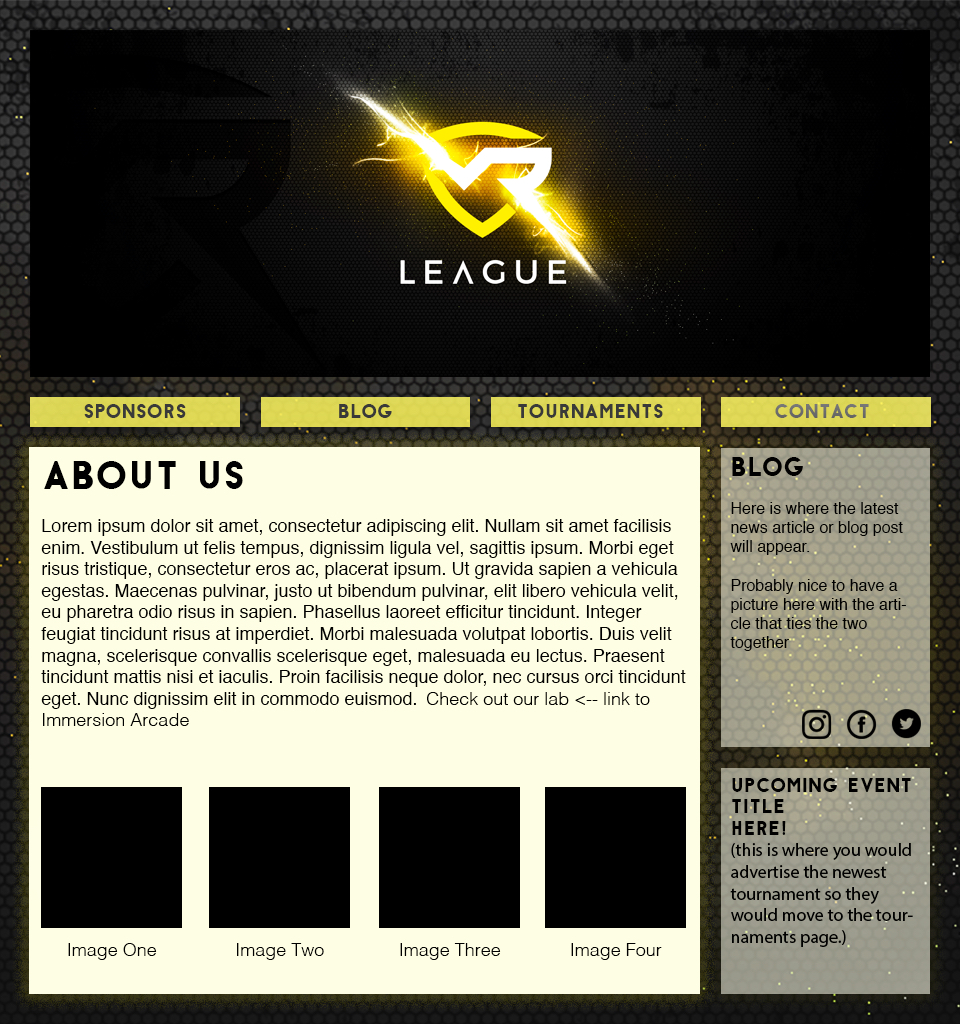 VR
LEAGUE
SPONSORS
BLOG
TOURNAMENTS
CONTACT
ABOUT US
Lorem ipsum dolor sit amet, consectetur adipiscing elit. Nullam sit amet facilisis
enim. Vestibulum ut felis tempus, dignissim ligula vel, sagittis ipsum. Morbi eget
risus tristique, consectetur eros ac, placerat ipsum. Ut gravida sapien a vehicula
egestas. Maecenas pulvinar, justo ut bibendum pulvinar, elit libero vehicula velit,
eu pharetra odio risus in sapien. Phasellus laoreet efficitur tincidunt. Integer
feugiat tincidunt risus at imperdiet. Morbi malesuada volutpat lobortis. Duis velit
magna, scelerisque convallis scelerisque eget, malesuada eu lectus. Praesent
tincidunt mattis nisi et iaculis. Proin facilisis neque dolor, nec cursus orci tincidunt
eget. Nunc dignissim elit in commodo euismod.  Check out our lab <-- link to
Immersion Arcade
Image One
Image Two
Image Three
Image Four
BLOG
Here is where the latest
news article or blog post
will appear.
Probably nice to have a
picture here with the arti-
cle that ties the two
together
UPCOMING EVENT
TITLE
HERE!
(this is where you would
advertise the newest
tournament so they
would move to the tour-
naments page.)